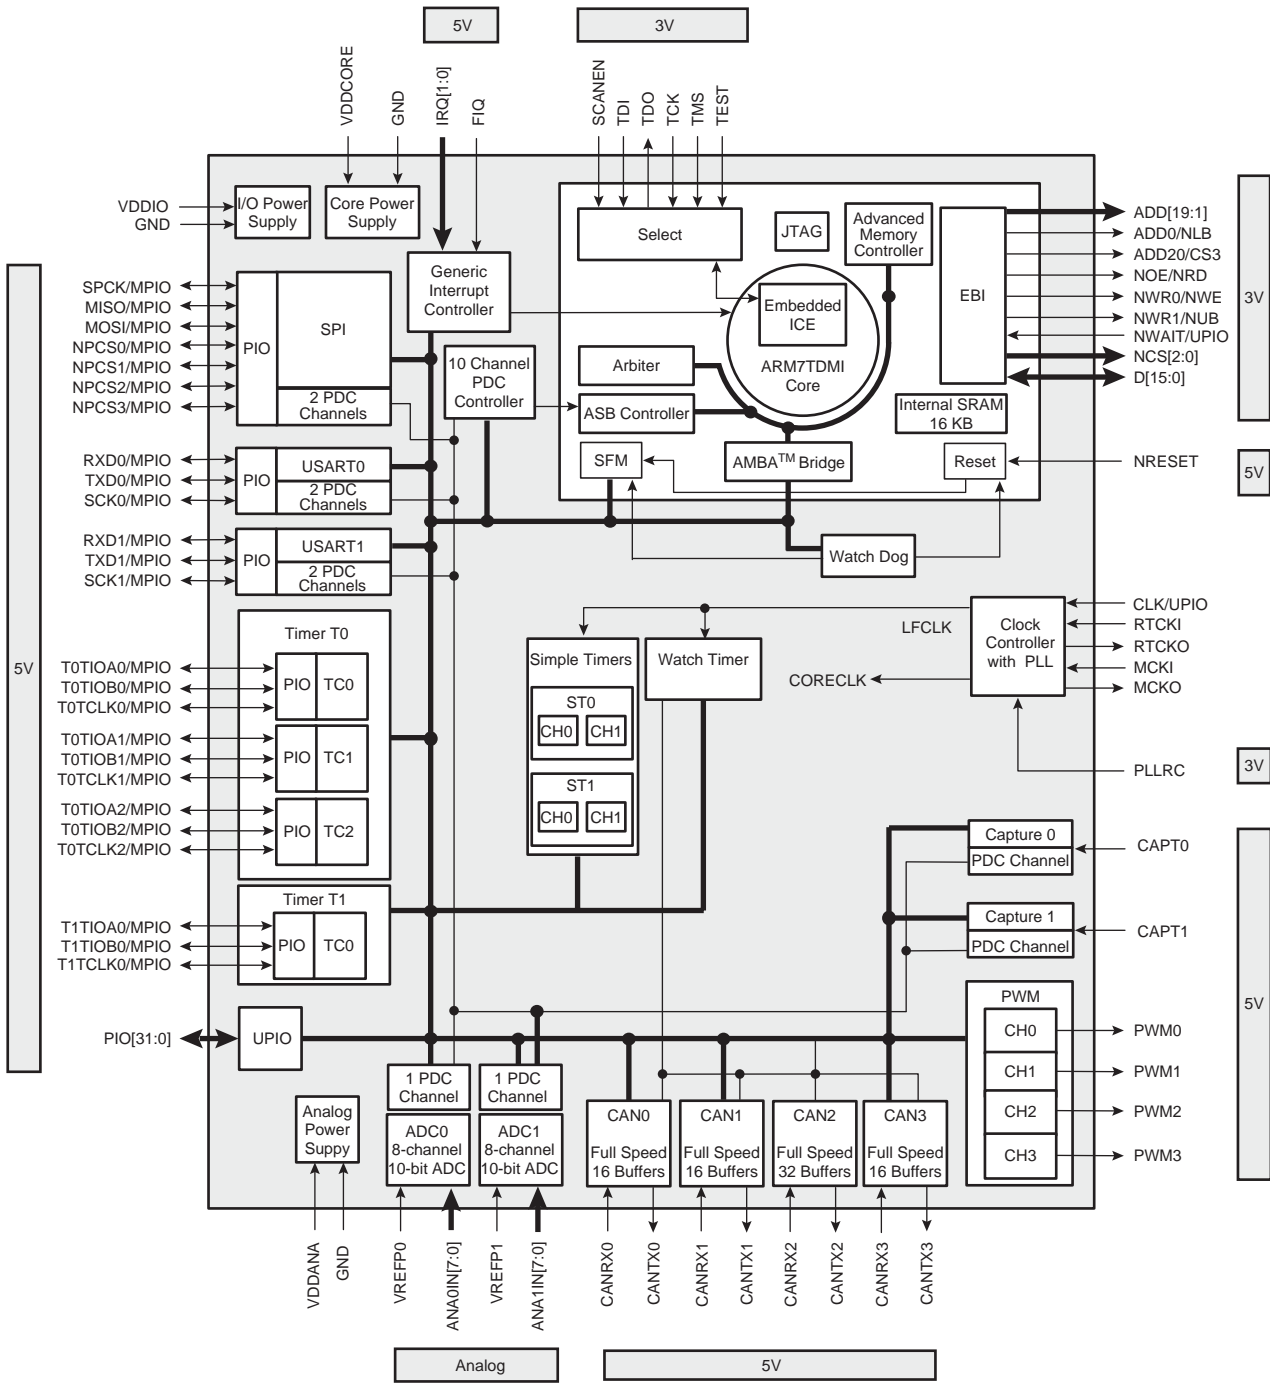 5V
3V
VDDCORE
GND
IRQ[1:0]
FIQ
SCANEN
TDI
TDO
TCK
TMS
TEST
VDDIO
GND
I/O Power
Supply
Core Power
Supply
Generic
Interrupt
Controller
Select
JTAG
Advanced
Memory
Controller
Embedded
ICE
ARM7TDMI
Core
EBI
ADD[19:1]
ADD0/NLB
ADD20/CS3
NOE/NRD
NWR0/NWE
NWR1/NUB
NWAIT/UPIO
NCS[2:0]
D[15:0]
3V
5V
SPCK/MPIO
MISO/MPIO
MOSI/MPIO
NPCS0/MPIO
NPCS1/MPIO
NPCS2/MPIO
NPCS3/MPIO
PIO
SPI
2 PDC
Channels
10 Channel
PDC
Controller
Arbiter
ASB Controller
Internal SRAM
16 KB
SFM
AMBA™ Bridge
Reset
NRESET
5V
RXD0/MPIO
TXD0/MPIO
SCK0/MPIO
PIO
USART0
2 PDC
Channels
RXD1/MPIO
TXD1/MPIO
SCK1/MPIO
PIO
USART1
2 PDC
Channels
Watch Dog
Timer T0
T0TIOA0/MPIO
T0TIOB0/MPIO
T0TCLK0/MPIO
PIO
TC0
T0TIOA1/MPIO
T0TIOB1/MPIO
T0TCLK1/MPIO
PIO
TC1
T0TIOA2/MPIO
T0TIOB2/MPIO
T0TCLK2/MPIO
PIO
TC2
Simple Timers
ST0
CH0
CH1
ST1
CH0
CH1
Watch Timer
LFCLK
CORECLK
Clock
Controller
with PLL
CLK/UPIO
RTCKI
RTCKO
MCKI
MCKO
PLLRC
3V
Timer T1
T1TIOA0/MPIO
T1TIOB0/MPIO
T1TCLK0/MPIO
PIO
TC0
Capture 0
PDC Channel
CAPT0
Capture 1
PDC Channel
CAPT1
5V
PIO[31:0]
UPIO
PWM
CH0
CH1
CH2
CH3
PWM0
PWM1
PWM2
PWM3
Analog
Power
Suppy
1 PDC
Channel
ADC0
8-channel
10-bit ADC
1 PDC
Channel
ADC1
8-channel
10-bit ADC
CAN0
Full Speed
16 Buffers
CAN1
Full Speed
16 Buffers
CAN2
Full Speed
32 Buffers
CAN3
Full Speed
16 Buffers
VDDANA
GND
VREFP0
ANA0IN[7:0]
VREFP1
ANA1IN[7:0]
CANRX0
CANTX0
CANRX1
CANTX1
CANRX2
CANTX2
CANRX3
CANTX3
Analog
5V